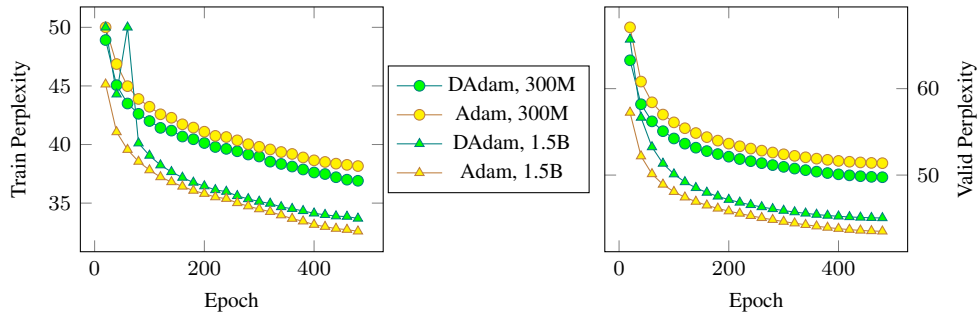 50
45
40
35
Train Perplexity
0
200
400
Epoch
DAdam, 300M
Adam, 300M
DAdam, 1.5B
Adam, 1.5B
60
50
Valid Perplexity
0
200
400
Epoch